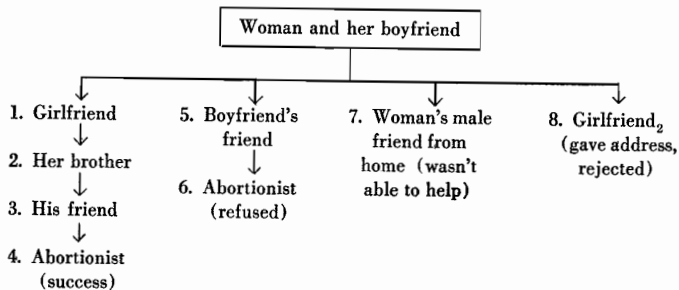 Woman and her boyfriend
1. Girlfriend
2. Her brother
3. His friend
4. Abortionist
(success)
5. Boyfriend's
friend
6. Abortionist
(refused)
7. Woman's male
friend from
home (wasn't
able to help)
8. Girlfriend₂
(gave address,
rejected)